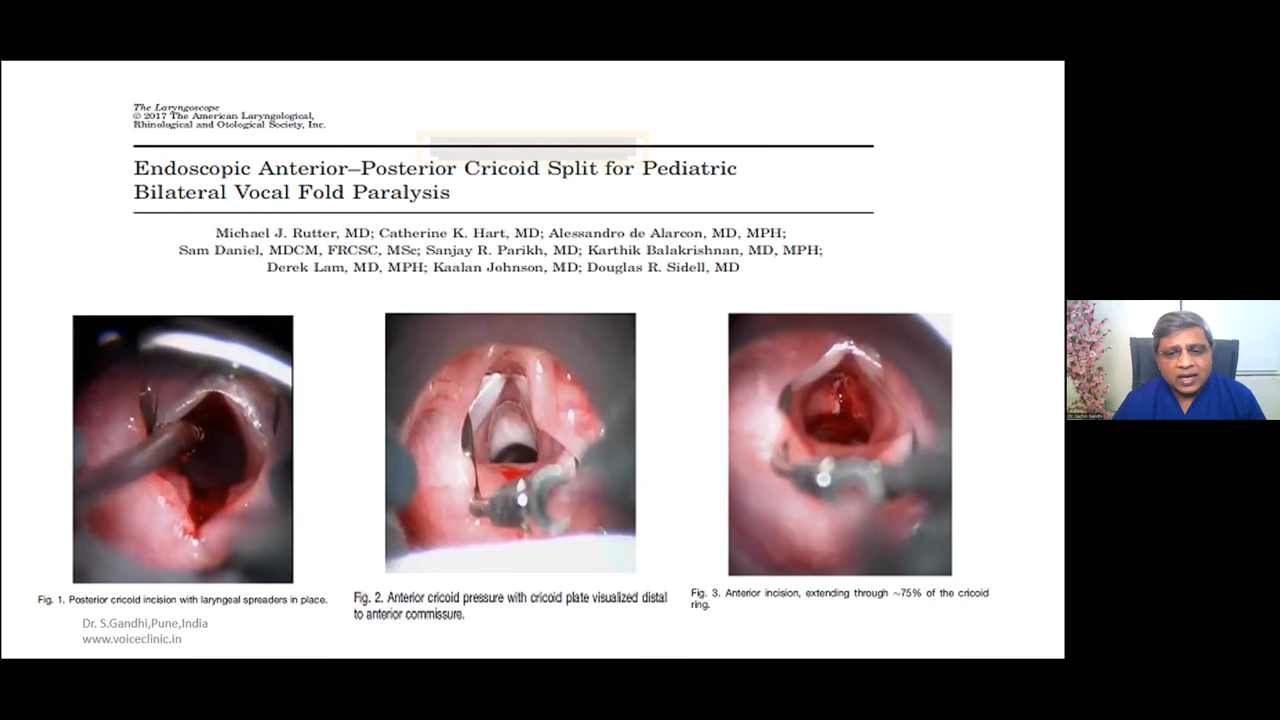 The Laryngoscope
© 2017 The American Laryngological,
Rhinological and Otological Society, Inc.
Endoscopic Anterior–Posterior Cricoid Split for Pediatric
Bilateral Vocal Fold Paralysis
Michael J. Rutter, MD; Catherine K. Hart, MD; Alessandro de Alarcon, MD, MPH;
Sam Daniel, MDCM, FRCSC, MSc; Sanjay R. Parikh, MD; Karthik Balakrishnan, MD, MPH;
Derek Lam, MD, MPH; Kaalan Johnson, MD; Douglas R. Sidell, MD
Fig. 1. Posterior cricoid incision with laryngeal spreaders in place.
Fig. 2. Anterior cricoid pressure with cricoid plate visualized distal
to anterior commissure.
Fig. 3. Anterior incision, extending through ~75% of the cricoid
ring.
Dr. S.Gandhi,Pune,India
www.voiceclinic.in
Dr. Sachin Gandhi